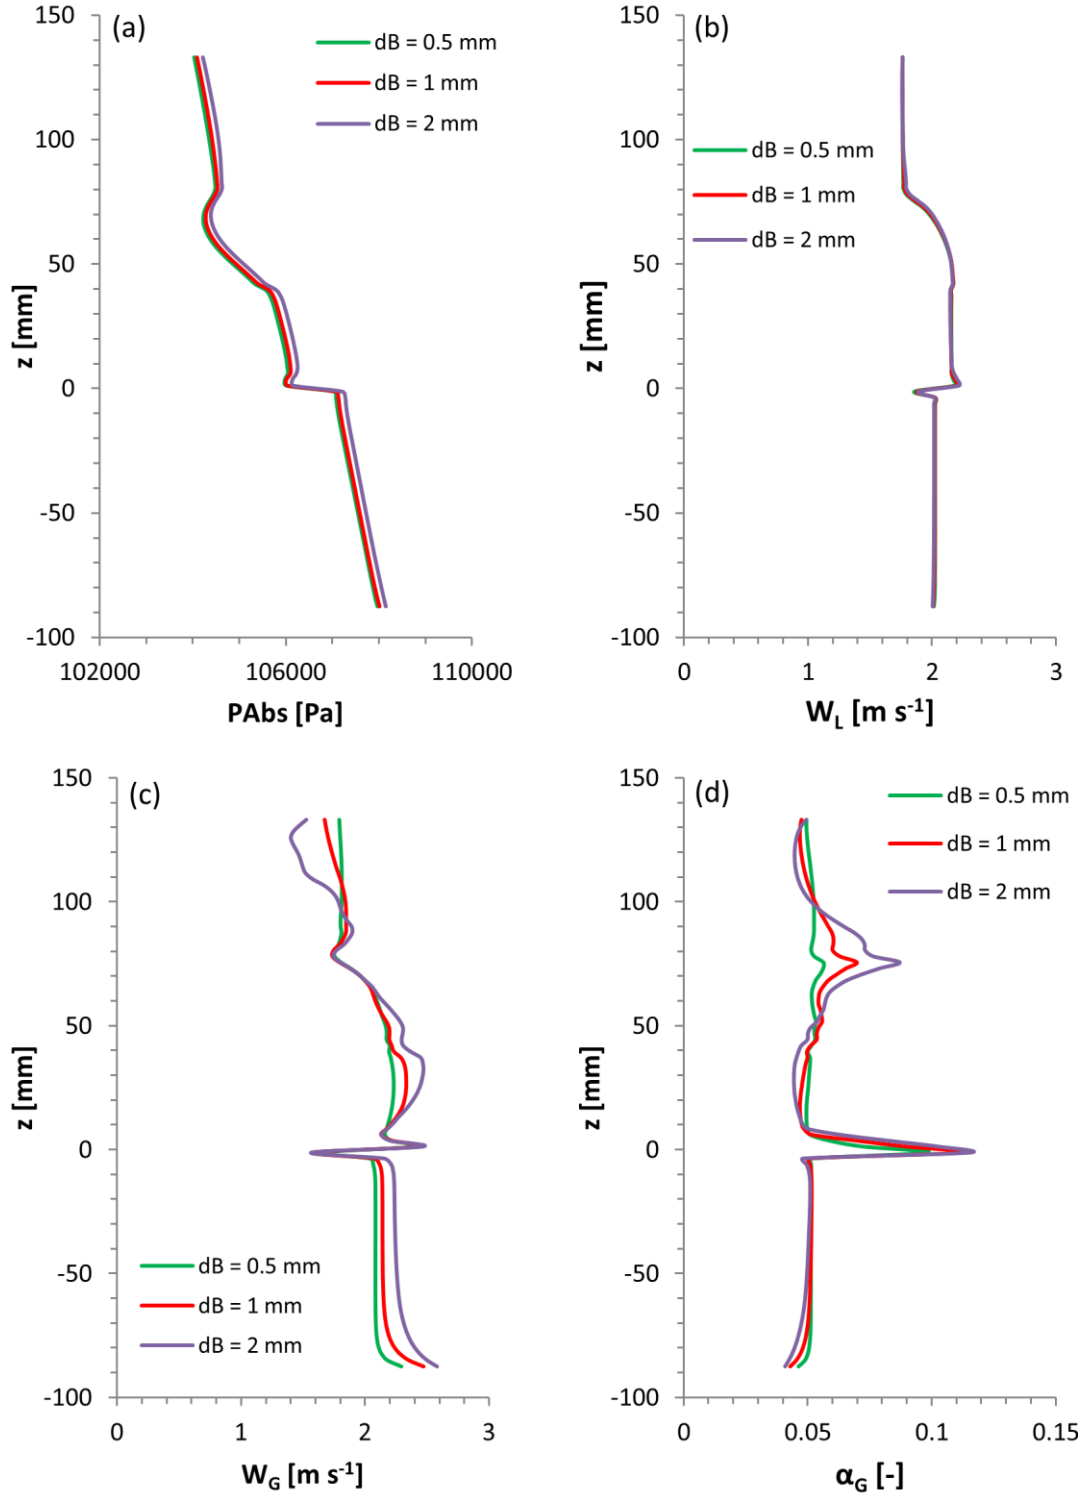 (a)
150
100
50
0
-50
-100
z [mm]
dB = 0.5 mm
dB = 1 mm
dB = 2 mm
102000 106000 110000
PAbs [Pa]
(b)
150
100
50
0
-50
-100
z [mm]
dB = 0.5 mm
dB = 1 mm
dB = 2 mm
0 1 2 3
W_L [m s⁻¹]
(c)
150
100
50
0
-50
-100
z [mm]
dB = 0.5 mm
dB = 1 mm
dB = 2 mm
0 1 2 3
W_G [m s⁻¹]
(d)
150
100
50
0
-50
-100
z [mm]
dB = 0.5 mm
dB = 1 mm
dB = 2 mm
0 0.05 0.1 0.15
α_G [-]